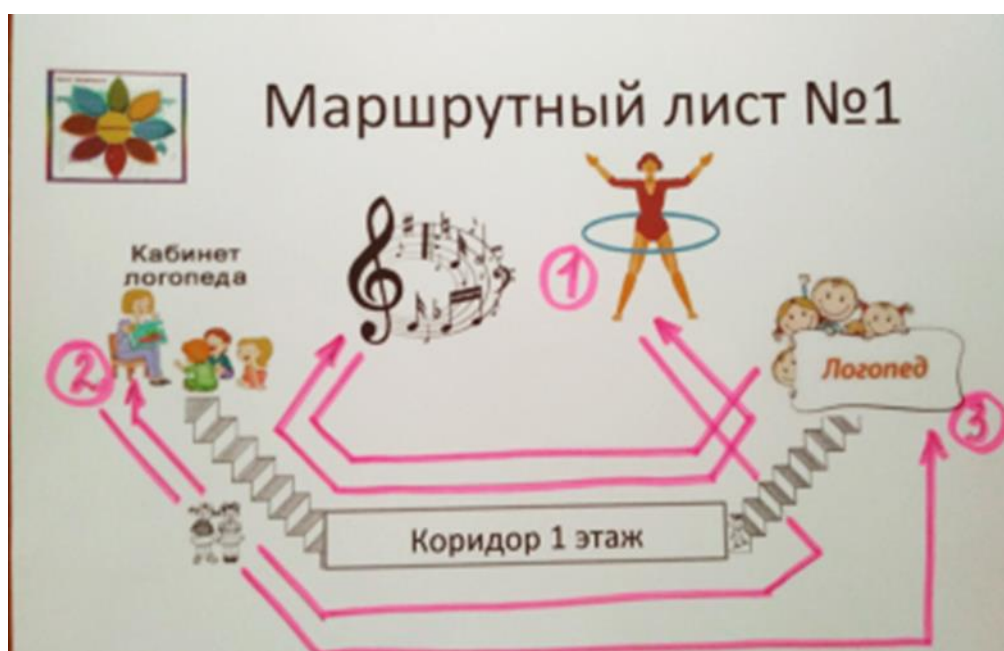 Маршрутный лист №1
Кабинет
логопеда
1
2
Логопед
3
Коридор 1 этаж